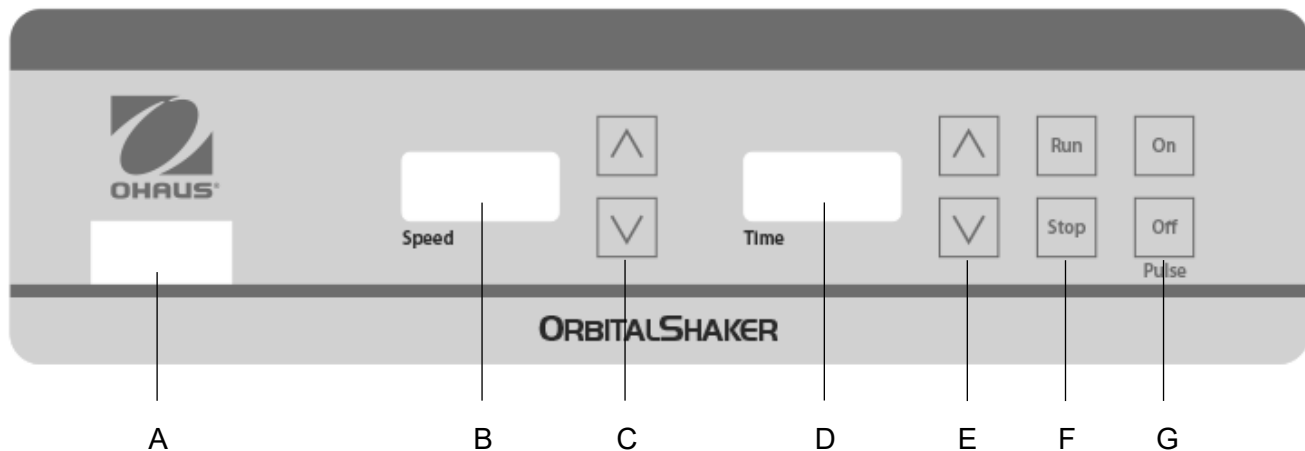 OHAUS®
Speed
Time
Run
On
Stop
Off
Pulse
ORBITALSHAKER
A B C D E F G